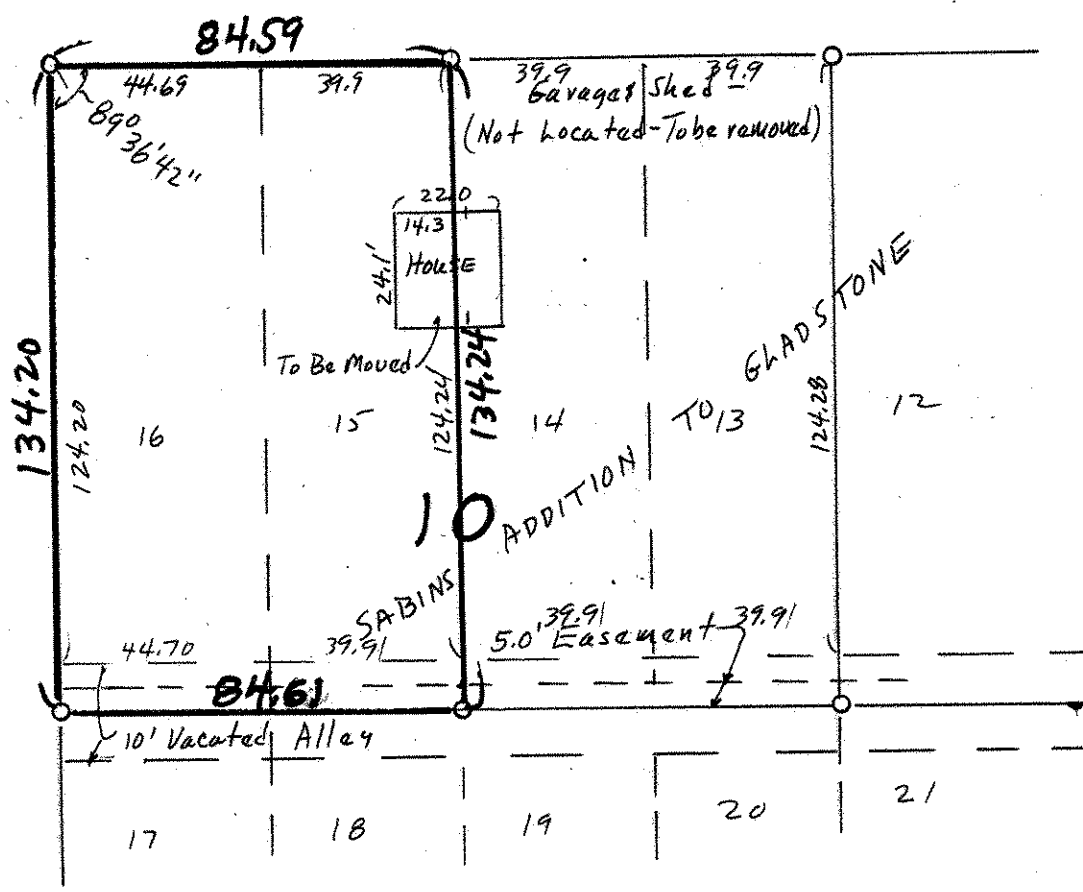 84.59
44.69 39.9 39.9 39.9
Garage & Shed
(Not Located-To be removed)
89° 36'42"
22.0
14.3
24.1'
House
To Be Moved
134.20
124.20
124.24
134.24
124.28
16 15 14 13 12
10
SABINS ADDITION TO GLADSTONE
44.70 39.91 39.91 39.91
5.0' Easement
84.61
10' Vacated Alley
17 18 19 20 21